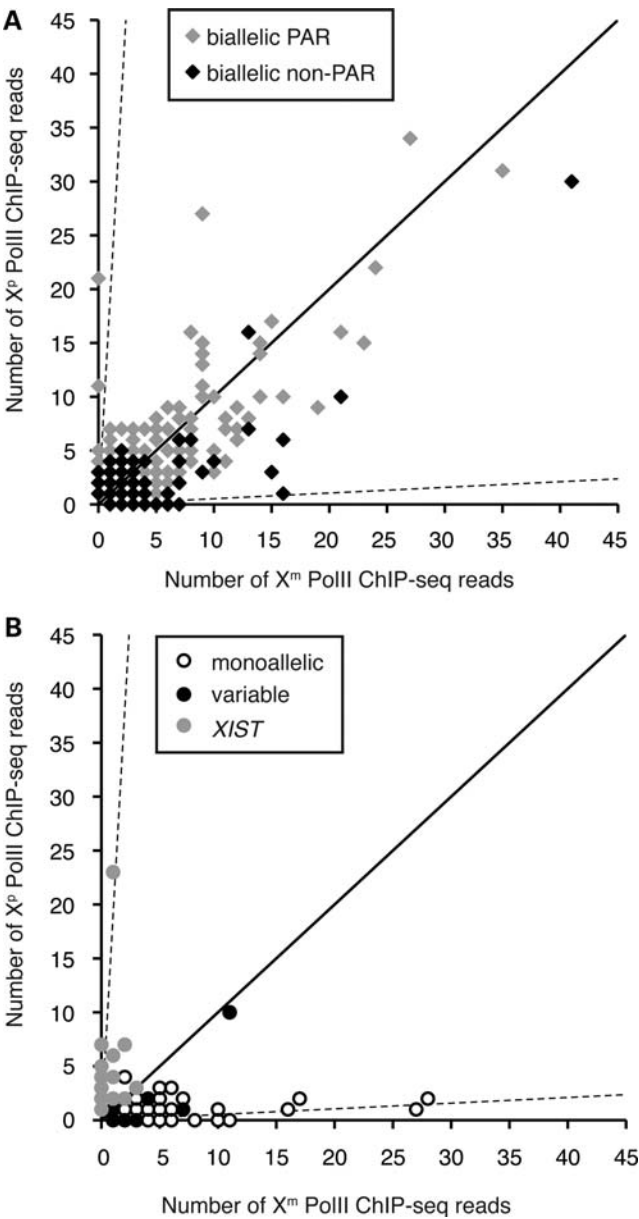 A
biallelic PAR
biallelic non-PAR
Number of Xᵖ PolII ChIP-seq reads
45
40
35
30
25
20
15
10
5
0
0 5 10 15 20 25 30 35 40 45
Number of Xᵐ PolII ChIP-seq reads
B
monoallelic
variable
XIST
Number of Xᵖ PolII ChIP-seq reads
45
40
35
30
25
20
15
10
5
0
0 5 10 15 20 25 30 35 40 45
Number of Xᵐ PolII ChIP-seq reads